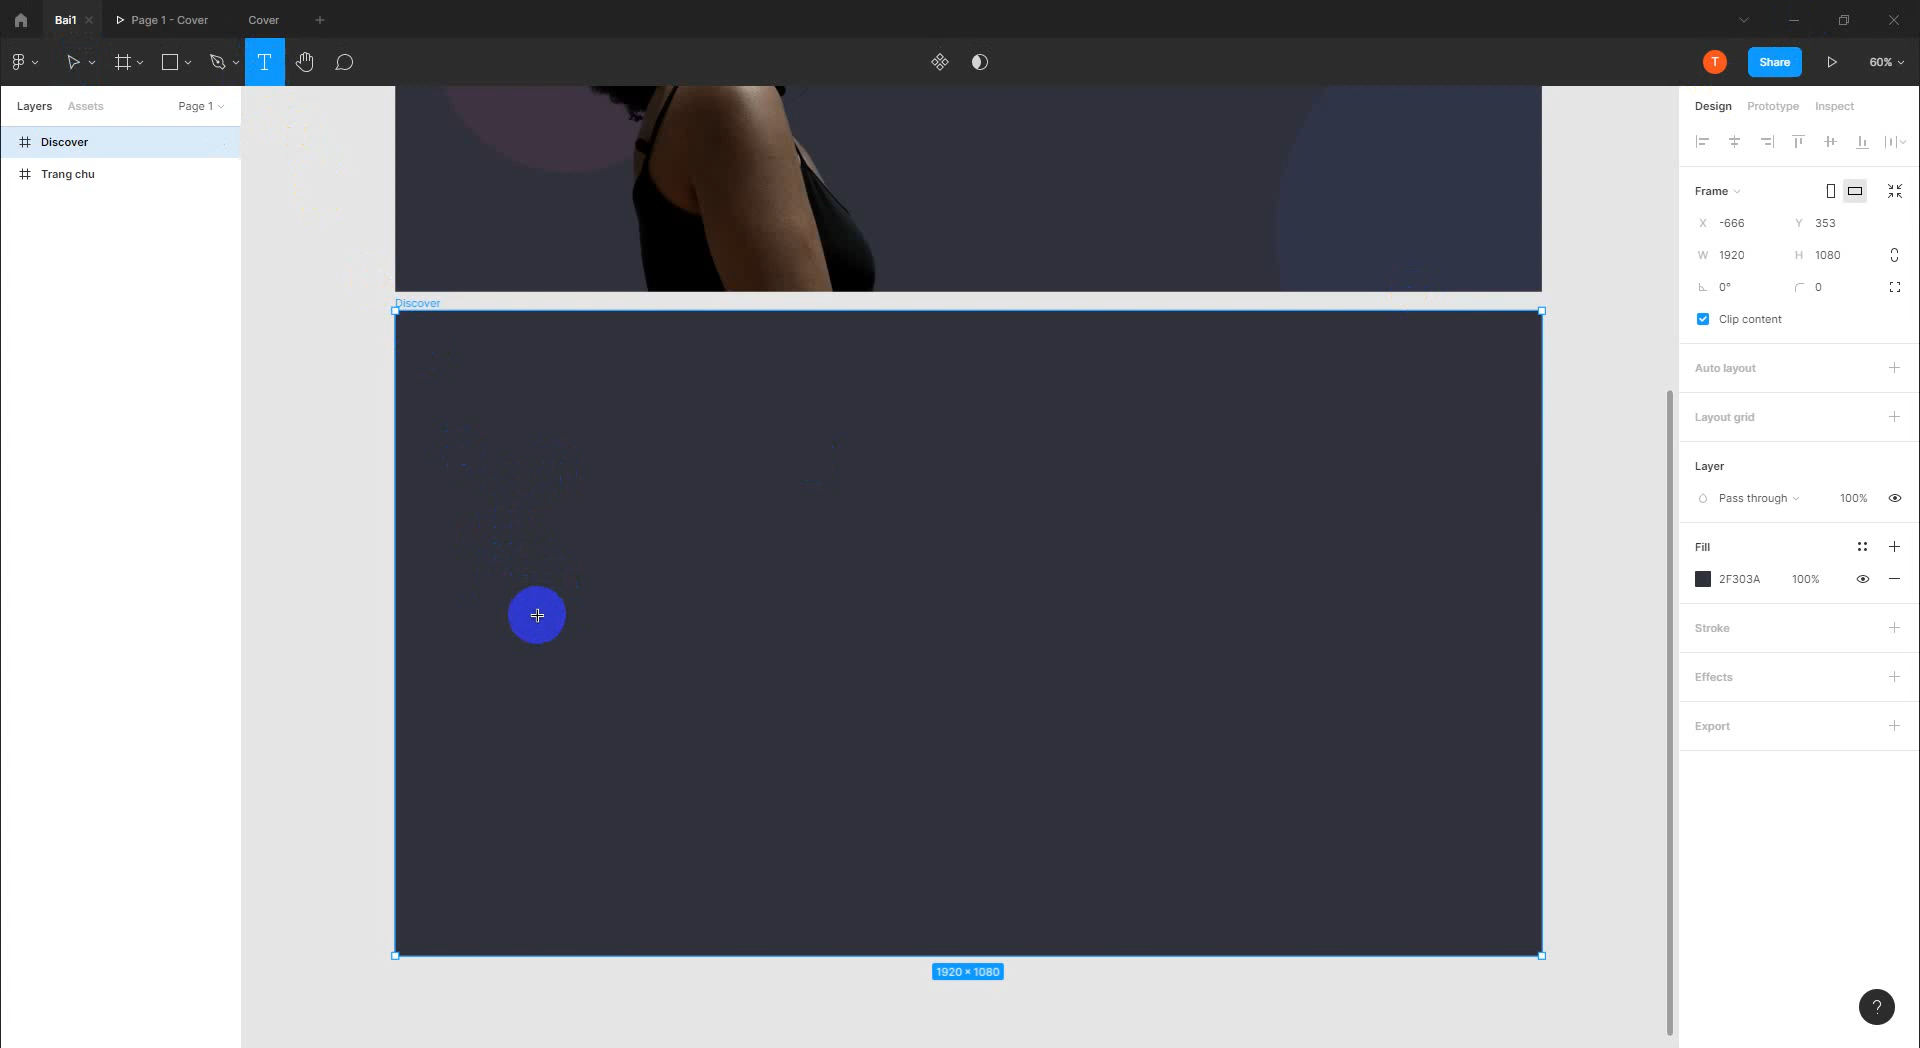 Bai1
Page 1 - Cover
Cover
T
T
Share
60%
Layers
Assets
Page 1
Design
Prototype
Inspect
Discover
Trang chu
Frame
X -666
Y 353
W 1920
H 1080
0°
0
Clip content
Discover
Auto layout
Layout grid
Layer
Pass through
100%
Fill
2F303A
100%
Stroke
Effects
Export
1920 × 1080
?